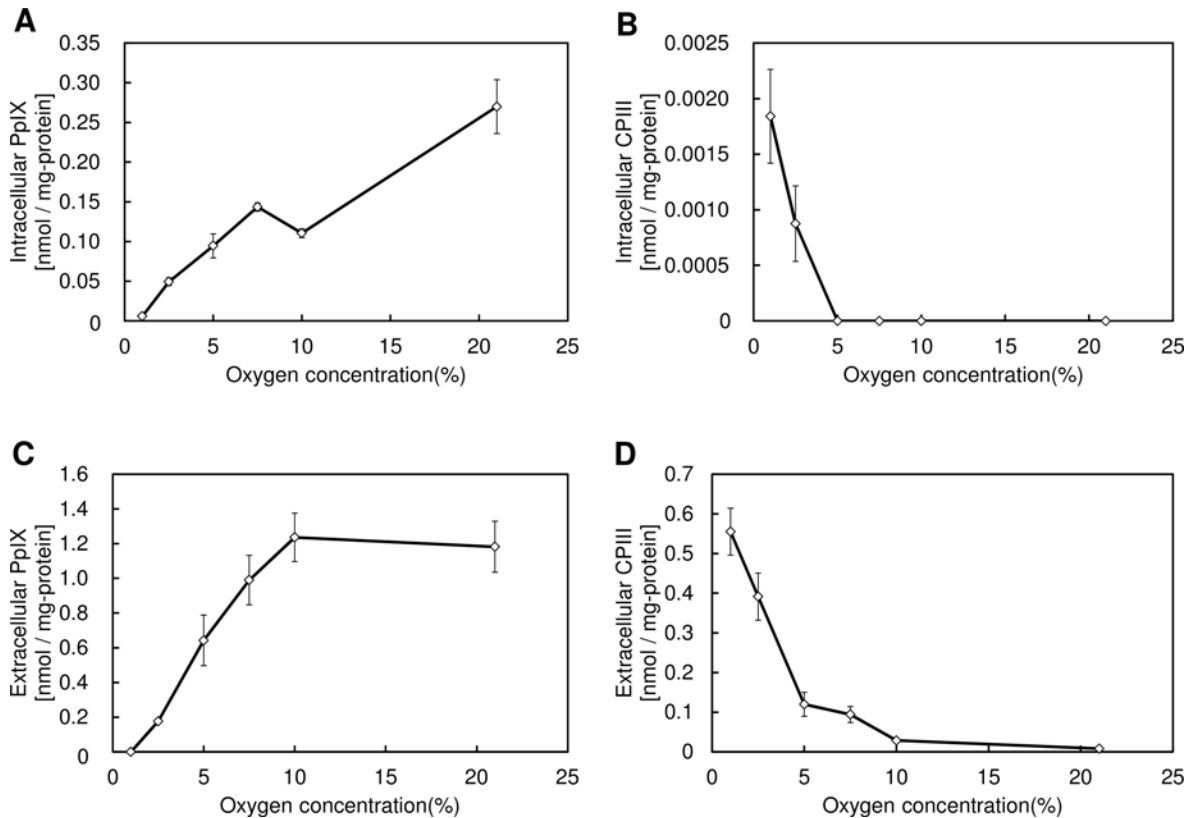 A
Intracellular PpIX
[nmol / mg-protein]
0.35
0.30
0.25
0.20
0.15
0.10
0.05
0
0 5 10 15 20 25
Oxygen concentration(%)
B
Intracellular CPIII
[nmol / mg-protein]
0.0025
0.0020
0.0015
0.0010
0.0005
0
0 5 10 15 20 25
Oxygen concentration(%)
C
Extracellular PpIX
[nmol / mg-protein]
1.6
1.4
1.2
1.0
0.8
0.6
0.4
0.2
0
0 5 10 15 20 25
Oxygen concentration(%)
D
Extracellular CPIII
[nmol / mg-protein]
0.7
0.6
0.5
0.4
0.3
0.2
0.1
0
0 5 10 15 20 25
Oxygen concentration(%)